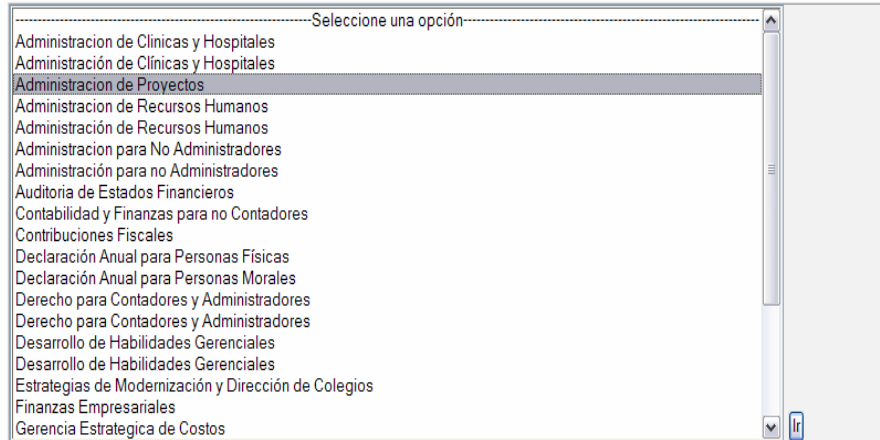 --------------------Seleccione una opción--------------------
Administracion de Clinicas y Hospitales
Administración de Clínicas y Hospitales
Administracion de Proyectos
Administracion de Recursos Humanos
Administración de Recursos Humanos
Administracion para No Administradores
Administración para no Administradores
Auditoria de Estados Financieros
Contabilidad y Finanzas para no Contadores
Contribuciones Fiscales
Declaración Anual para Personas Físicas
Declaración Anual para Personas Morales
Derecho para Contadores y Administradores
Derecho para Contadores y Administradores
Desarrollo de Habilidades Gerenciales
Desarrollo de Habilidades Gerenciales
Estrategias de Modernización y Dirección de Colegios
Finanzas Empresariales
Gerencia Estrategica de Costos
Ir